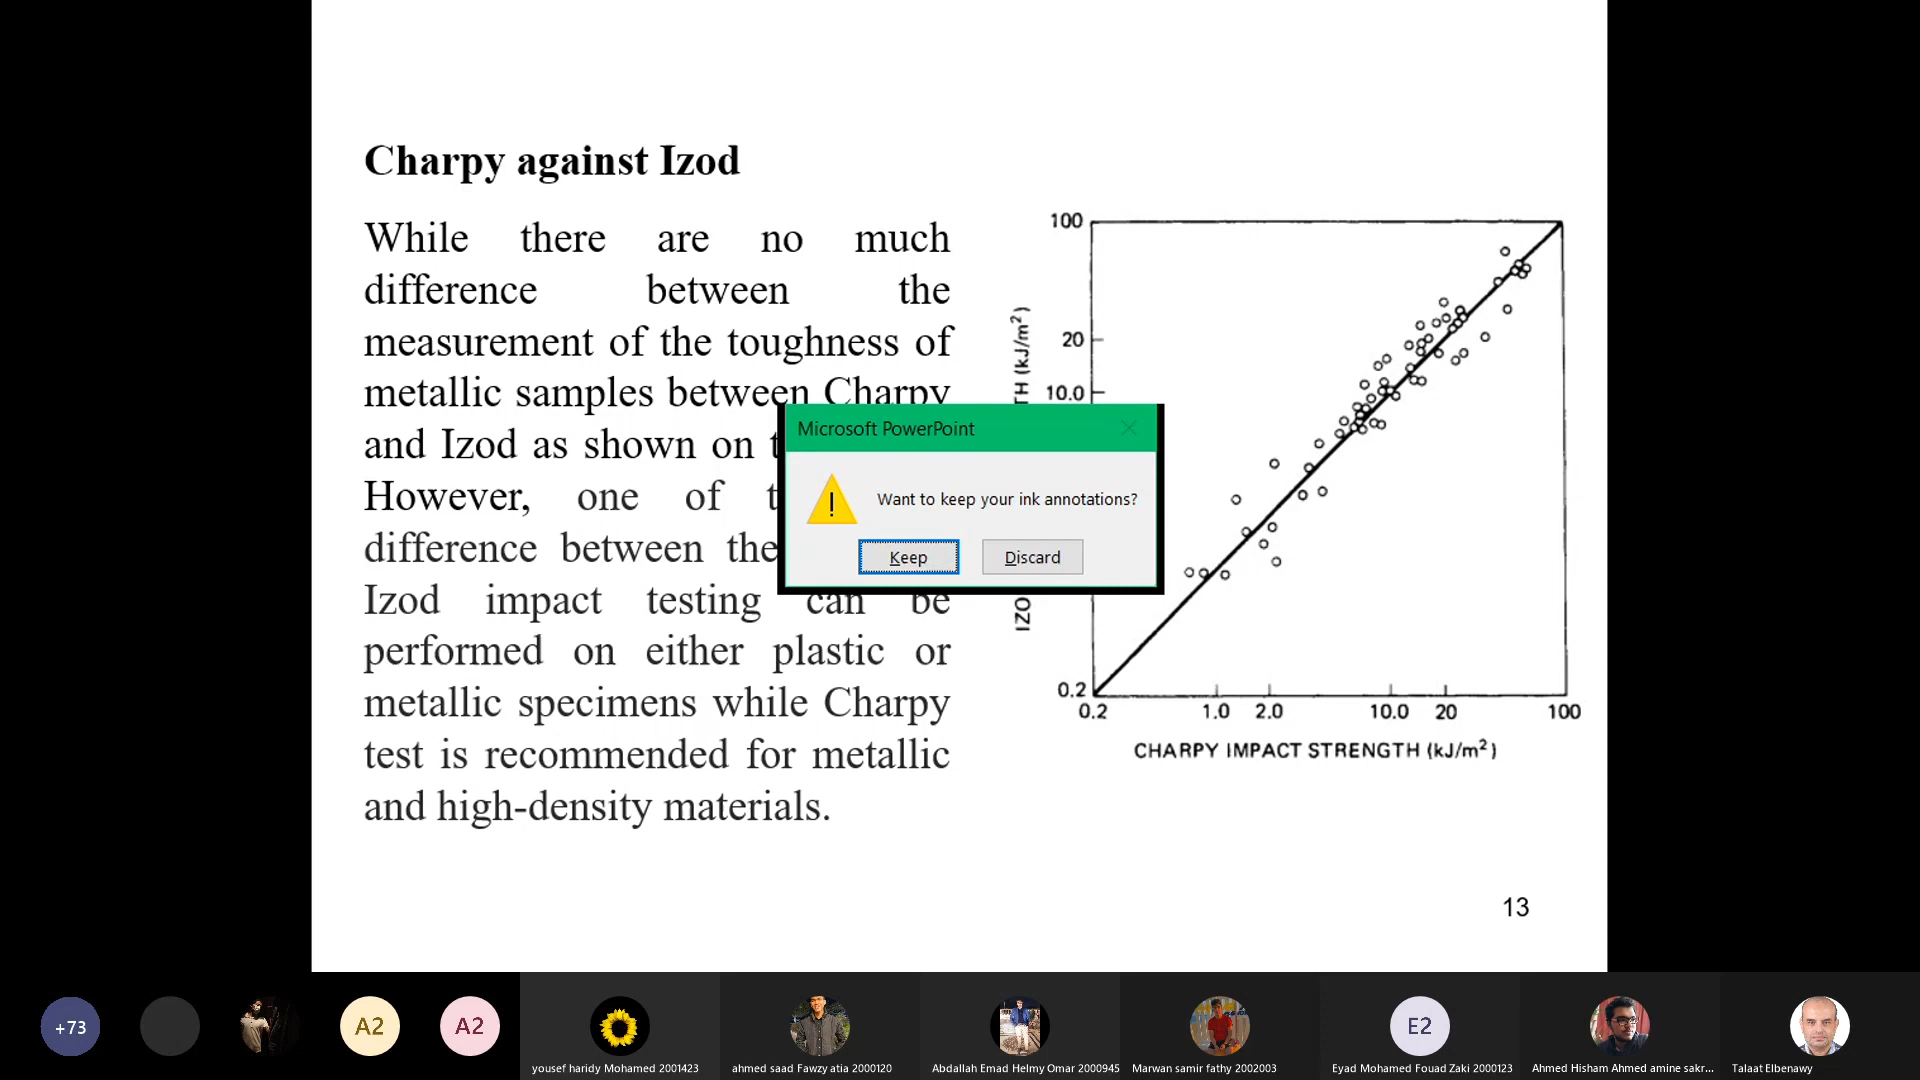 Charpy against Izod
While there are no much
difference between the
measurement of the toughness of
metallic samples between Charpy
and Izod as shown on
However, one of
difference between the
Izod impact testing can be
performed on either plastic or
metallic specimens while Charpy
test is recommended for metallic
and high-density materials.
100
20
10.0
0.2
(kJ/m²)
0.2 1.0 2.0 10.0 20 100
CHARPY IMPACT STRENGTH (kJ/m²)
Microsoft PowerPoint
Want to keep your ink annotations?
Keep
Discard
13
+73
A2
A2
E2
yousef haridy Mohamed 2001423
ahmed saad Fawzy atia 2000120
Abdallah Emad Helmy Omar 2000945
Marwan samir fathy 2002003
Eyad Mohamed Fouad Zaki 2000123
Ahmed Hisham Ahmed amine sakr...
Talaat Elbenawy